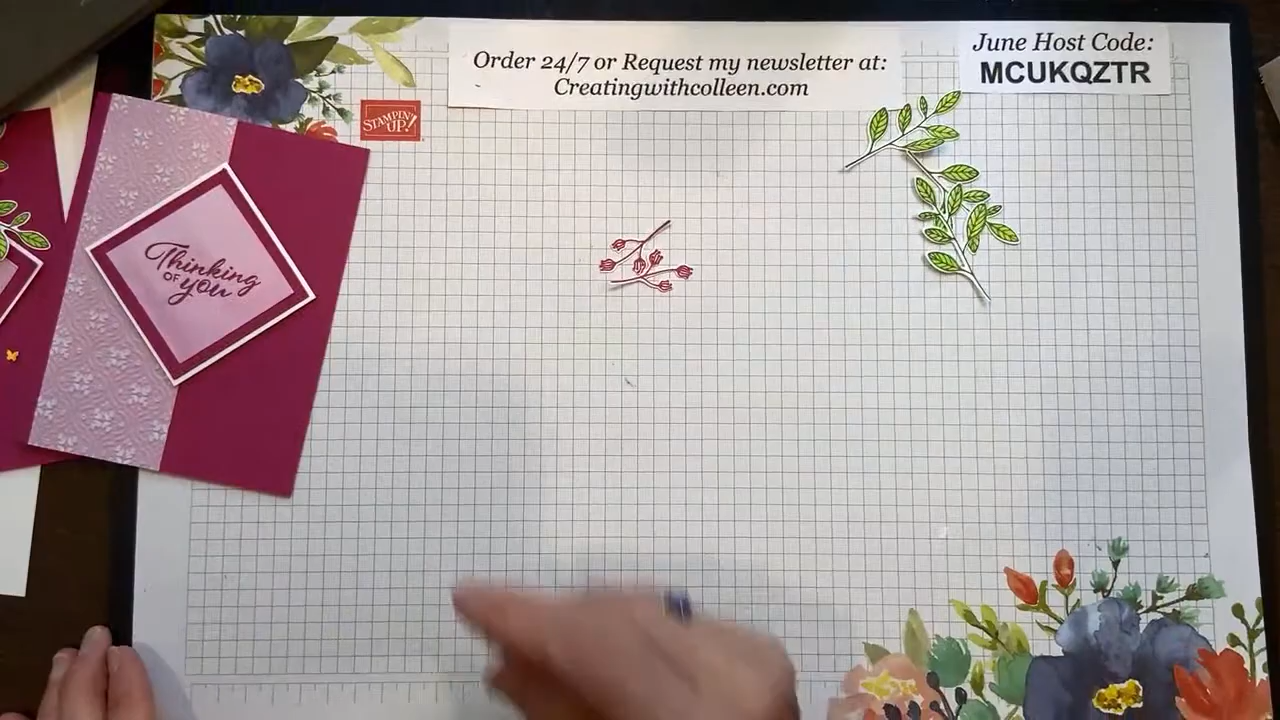 Order 24/7 or Request my newsletter at:
Creatingwithcolleen.com
June Host Code:
MCUKQZTR
STAMPIN'
UP!
Thinking
OF
you